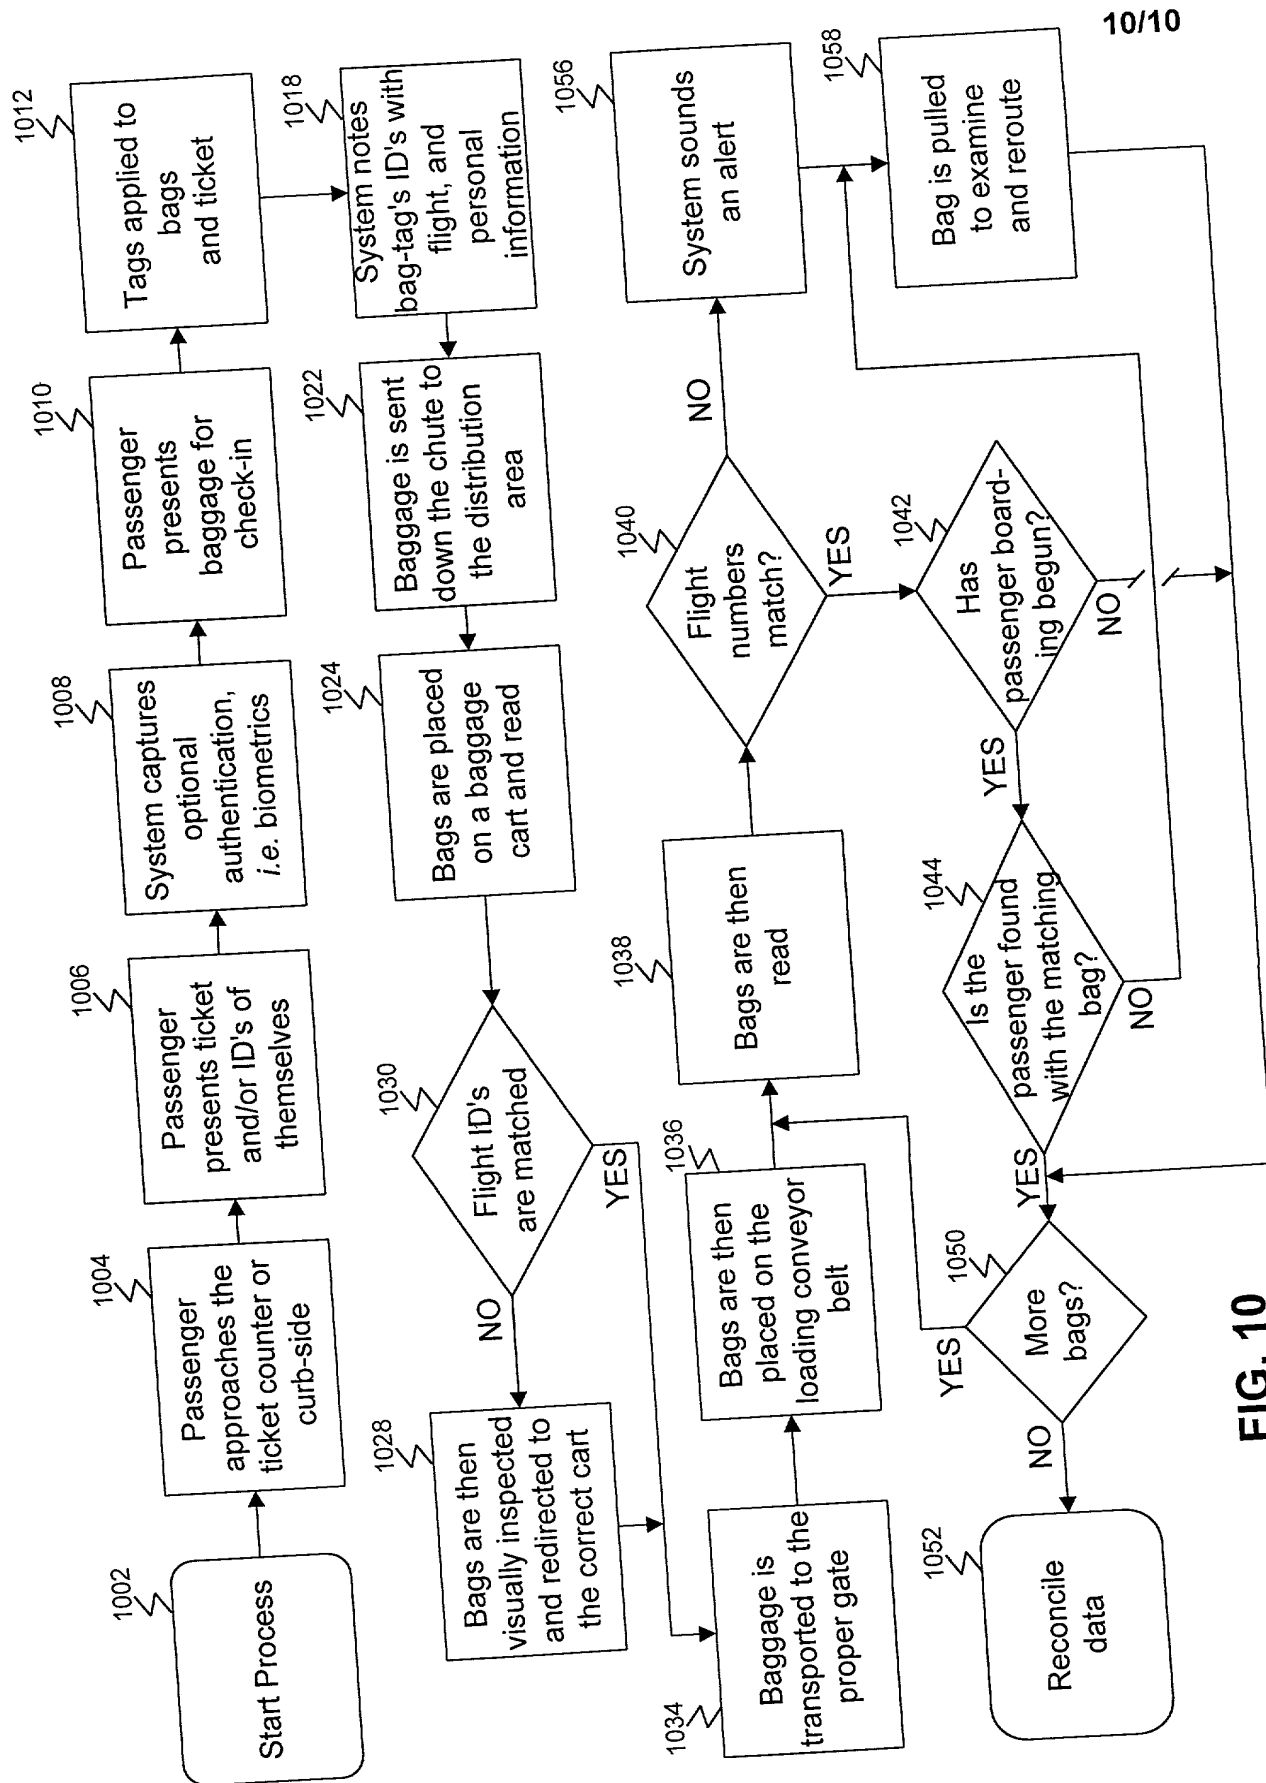 10/10
1002
Start Process
1004
Passenger
approaches the
ticket counter or
curb-side
1006
Passenger
presents ticket
and/or ID's of
themselves
1008
System captures
optional
authentication,
i.e. biometrics
1010
Passenger
presents
baggage for
check-in
1012
Tags applied to
bags
and ticket
1018
System notes
bag-tag's ID's with
flight, and
personal
information
1022
Baggage is sent
down the chute to
the distribution
area
1024
Bags are placed
on a baggage
cart and read
1030
Flight ID's
are matched
NO
YES
1028
Bags are then
visually inspected
and redirected to
the correct cart
1034
Baggage is
transported to the
proper gate
1036
Bags are then
placed on the
loading conveyor
belt
1038
Bags are then
read
1040
Flight
numbers
match?
NO
YES
1056
System sounds
an alert
1058
Bag is pulled
to examine
and reroute
1042
Has
passenger board-
ing begun?
YES
NO
1044
Is the
passenger found
with the matching
bag?
YES
NO
1050
More
bags?
YES
NO
1052
Reconcile
data
FIG. 10